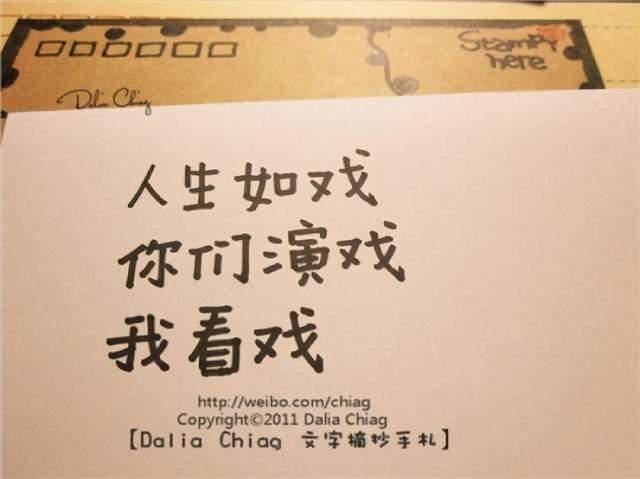 Stamp
here
Dalia Chiag
人生如戏
你们演戏
我看戏
http://weibo.com/chiag
Copyright©2011 Dalia Chiag
【Dalia Chiag 文字摘抄手札】